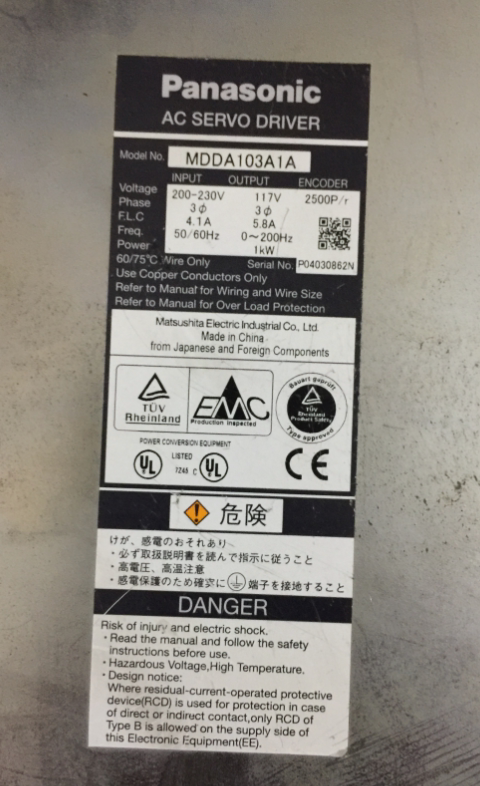 Panasonic
AC SERVO DRIVER
Model No. MDDA103A1A
INPUT OUTPUT ENCODER
Voltage 200-230V 117V 2500P/r
Phase 3ϕ 3ϕ
F.L.C 4.1A 5.8A
Freq. 50/60Hz 0～200Hz
Power 1kW
60/75℃ Wire Only Serial No. P04030862N
Use Copper Conductors Only
Refer to Manual for Wiring and Wire Size
Refer to Manual for Over Load Protection
Matsushita Electric Industrial Co., Ltd.
Made in China
from Japanese and Foreign Components
TÜV
Rheinland
EMC
Production Inspected
Bauart geprüft
TÜV
Rheinland
Product Safety
Type approved
POWER CONVERSION EQUIPMENT
UL LISTED 1245 C UL
CE
危険
けが、感電のおそれあり
・必ず取扱説明書を読んで指示に従うこと
・高電圧、高温注意
・感電保護のため確実に端子を接地すること
DANGER
Risk of injury and electric shock.
・Read the manual and follow the safety
instructions before use.
・Hazardous Voltage,High Temperature.
・Design notice:
Where residual-current-operated protective
device(RCD) is used for protection in case
of direct or indirect contact,only RCD of
Type B is allowed on the supply side of
this Electronic Equipment(EE).